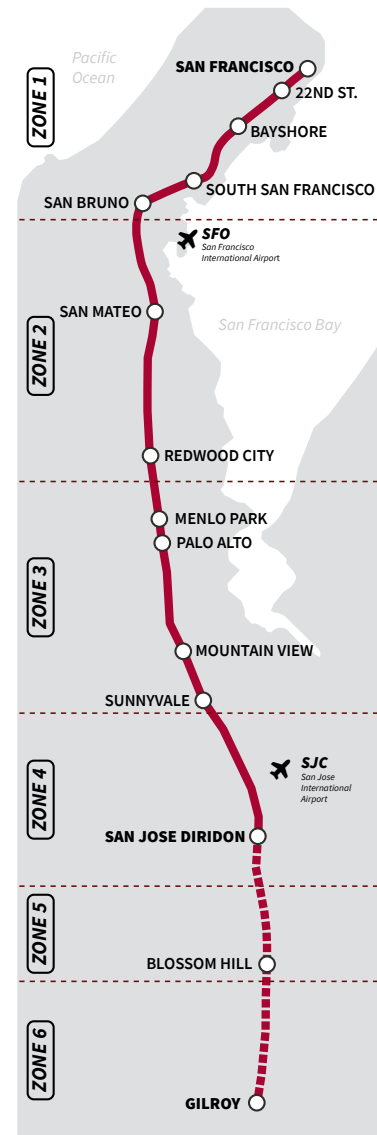 Pacific
Ocean
ZONE 1
SAN FRANCISCO
22ND ST.
BAYSHORE
SOUTH SAN FRANCISCO
SAN BRUNO
SFO
San Francisco
International Airport
ZONE 2
SAN MATEO
San Francisco Bay
REDWOOD CITY
ZONE 3
MENLO PARK
PALO ALTO
MOUNTAIN VIEW
SUNNYVALE
ZONE 4
SJC
San Jose
International
Airport
SAN JOSE DIRIDON
ZONE 5
BLOSSOM HILL
ZONE 6
GILROY